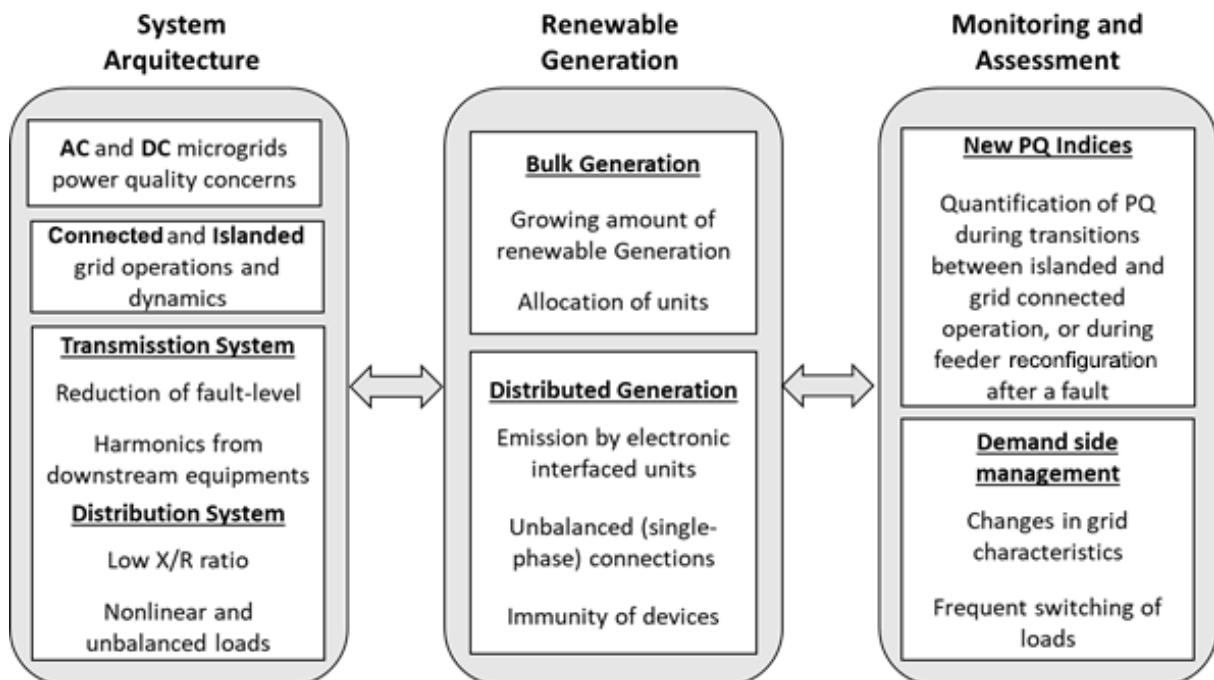 System
Arquitecture
AC and DC microgrids
power quality concerns
Connected and Islanded
grid operations and
dynamics
Transmisstion System
Reduction of fault-level
Harmonics from
downstream equipments
Distribution System
Low X/R ratio
Nonlinear and
unbalanced loads
Renewable
Generation
Bulk Generation
Growing amount of
renewable Generation
Allocation of units
Distributed Generation
Emission by electronic
interfaced units
Unbalanced (single-
phase) connections
Immunity of devices
Monitoring and
Assessment
New PQ Indices
Quantification of PQ
during transitions
between islanded and
grid connected
operation, or during
feeder reconfiguration
after a fault
Demand side
management
Changes in grid
characteristics
Frequent switching of
loads